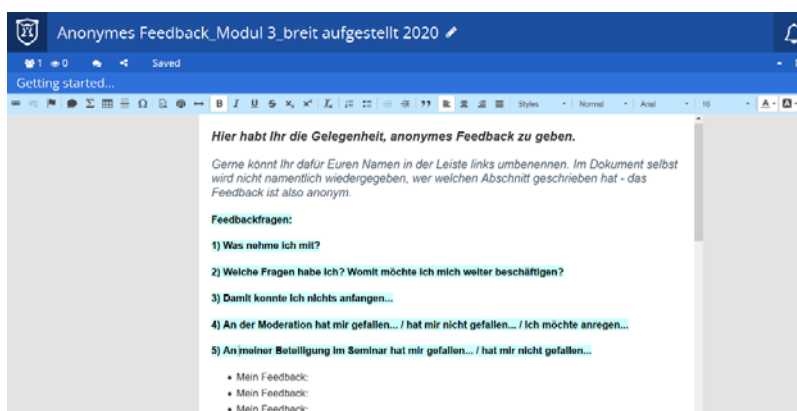 Anonymes Feedback_Modul 3_breit aufgestellt 2020
1 0 Saved
Getting started...
B I U S x₂ x² Tx Styles Normal Arial 16 A A
Hier habt Ihr die Gelegenheit, anonymes Feedback zu geben.
Gerne könnt Ihr dafür Euren Namen in der Leiste links umbenennen. Im Dokument selbst
wird nicht namentlich wiedergegeben, wer welchen Abschnitt geschrieben hat - das
Feedback ist also anonym.
Feedbackfragen:
1) Was nehme ich mit?
2) Welche Fragen habe ich? Womit möchte ich mich weiter beschäftigen?
3) Damit konnte ich nichts anfangen...
4) An der Moderation hat mir gefallen... / hat mir nicht gefallen... / Ich möchte anregen...
5) An meiner Beteiligung im Seminar hat mir gefallen... / hat mir nicht gefallen...
• Mein Feedback:
• Mein Feedback:
• Mein Feedback: